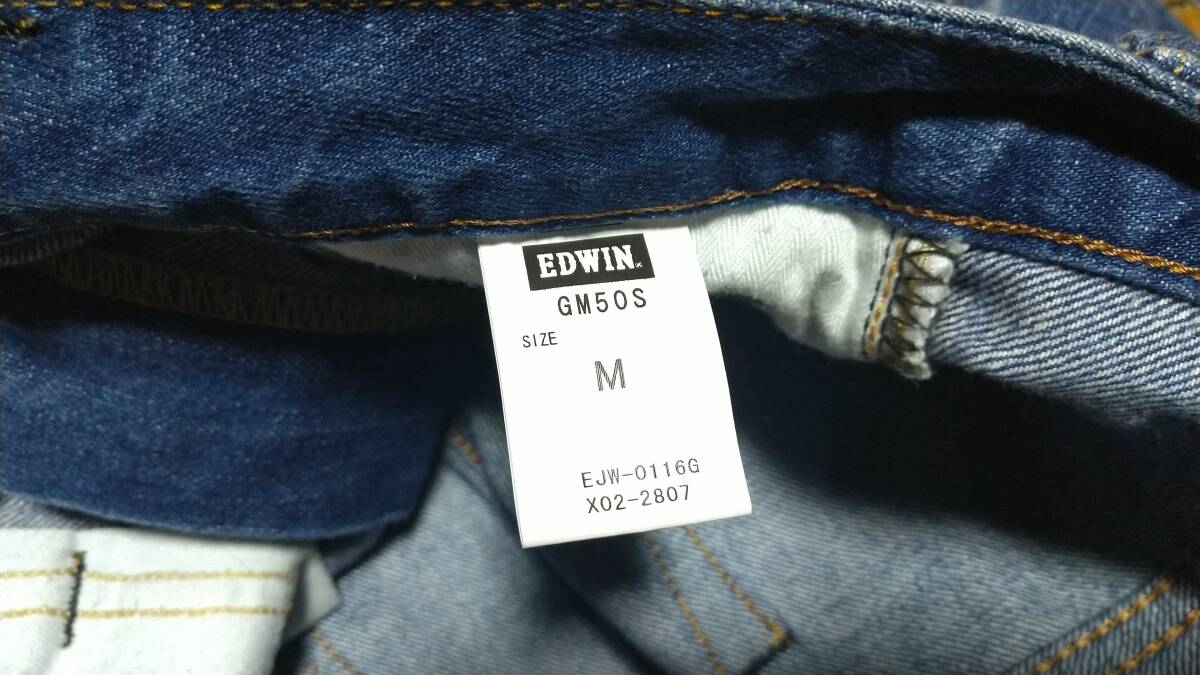 EDWIN
GM50S
SIZE
M
EJW-0116G
X02-2807